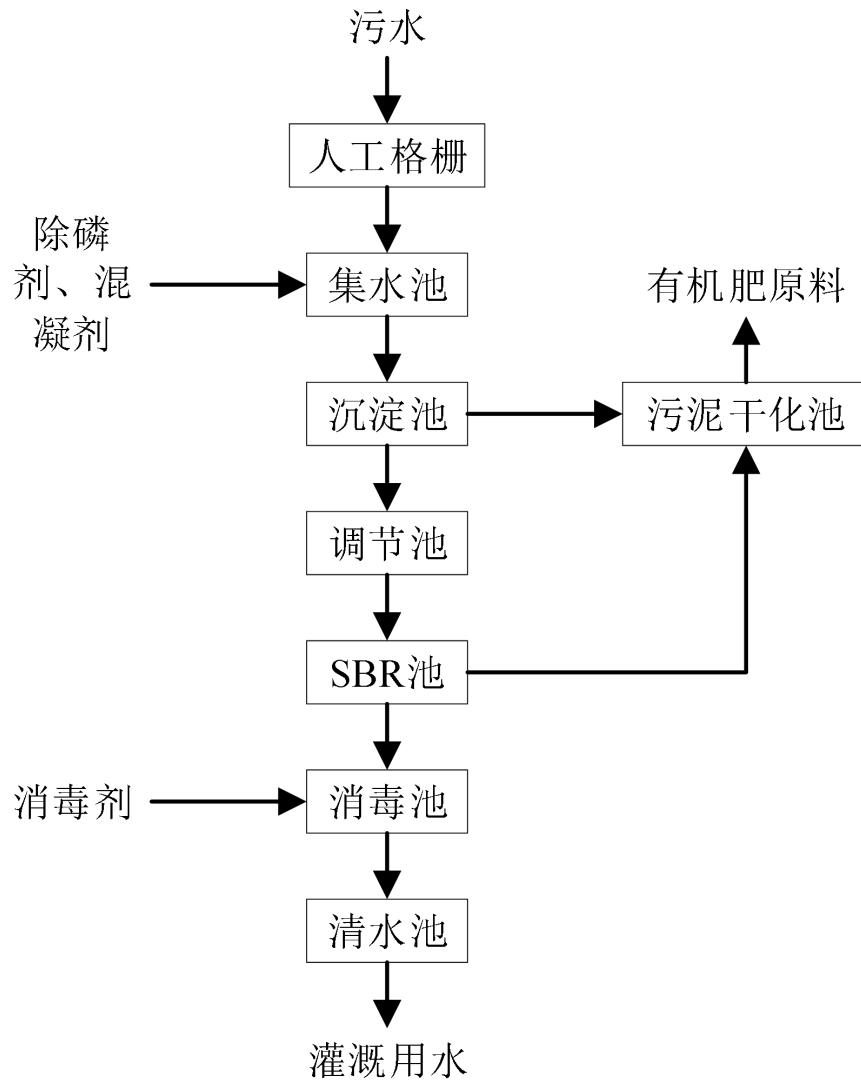 污水
人工格栅
除磷
剂、混
凝剂
集水池
有机肥原料
沉淀池
污泥干化池
调节池
SBR池
消毒剂
消毒池
清水池
灌溉用水